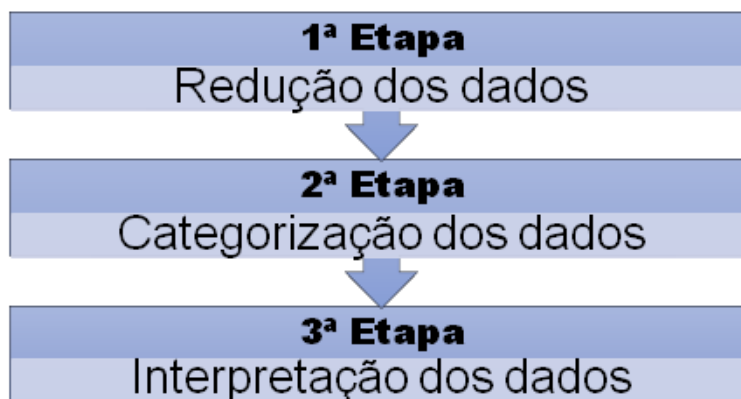 1ª Etapa
Redução dos dados
2ª Etapa
Categorização dos dados
3ª Etapa
Interpretação dos dados